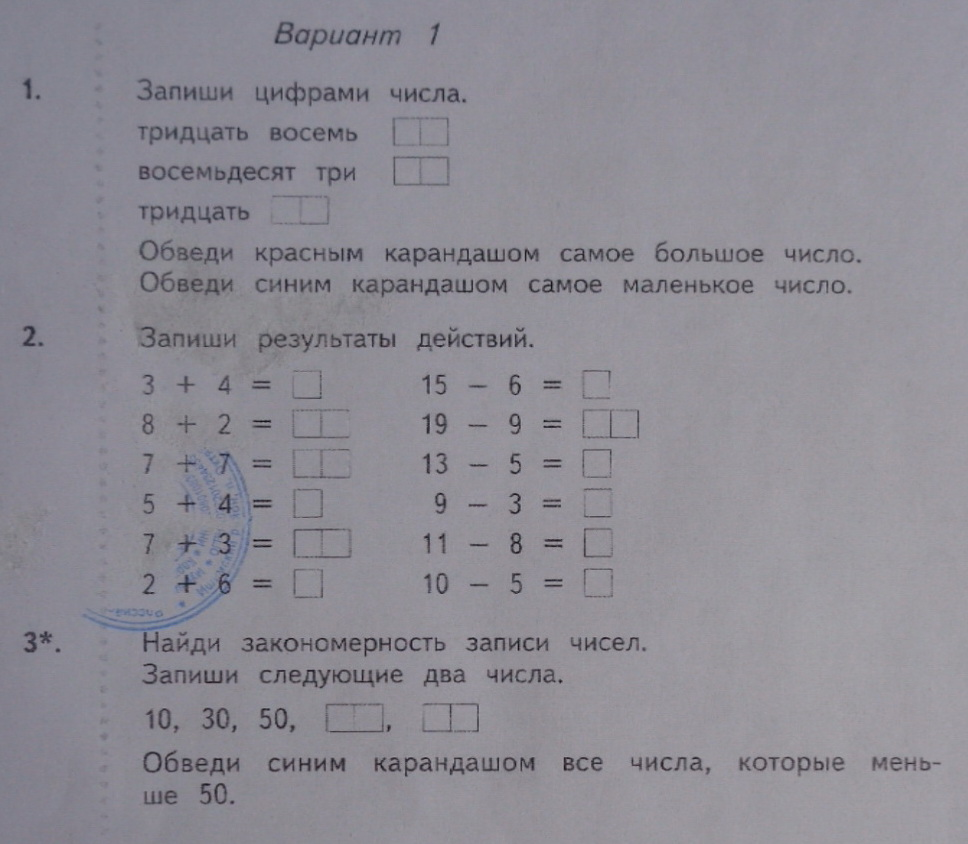 Вариант 1
1. Запиши цифрами числа.
тридцать восемь
восемьдесят три
тридцать
Обведи красным карандашом самое большое число.
Обведи синим карандашом самое маленькое число.
2. Запиши результаты действий.
3 + 4 = 15 – 6 =
8 + 2 = 19 – 9 =
7 + 7 = 13 – 5 =
5 + 4 = 9 – 3 =
7 + 3 = 11 – 8 =
2 + 6 = 10 – 5 =
3*. Найди закономерность записи чисел.
Запиши следующие два числа.
10, 30, 50, ,
Обведи синим карандашом все числа, которые мень-
ше 50.